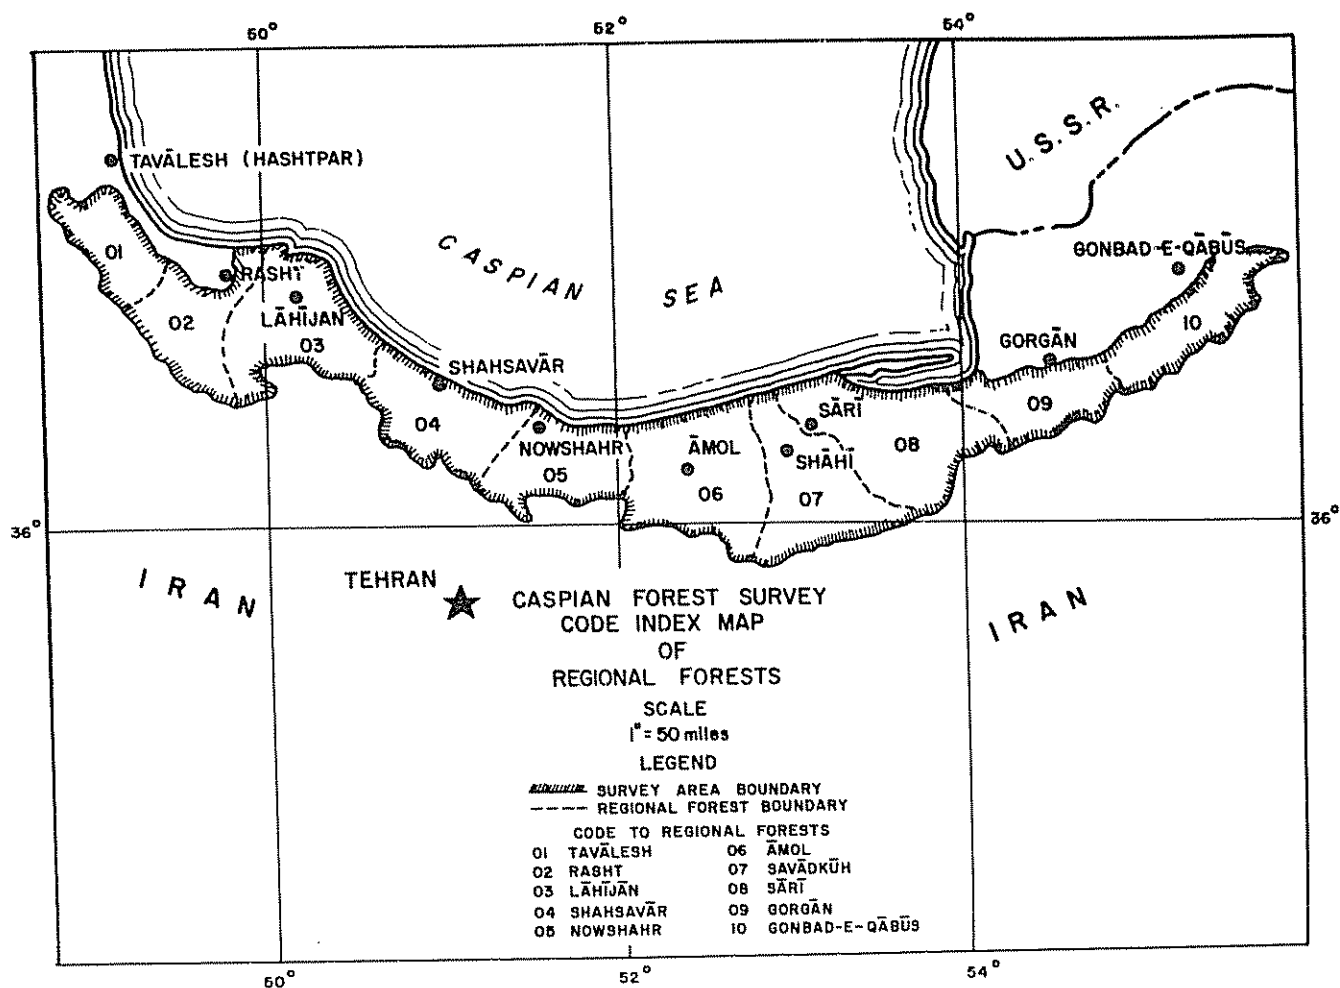 50°
52°
54°
TAVĀLESH (HASHTPAR)
U.S.S.R.
CASPIAN SEA
GONBAD-E-QĀBŪS
01
RASHT
02
LĀHĪJAN
03
SHAHSAVĀR
04
NOWSHAHR
05
ĀMOL
06
SĀRĪ
SHĀHĪ
07
08
GORGĀN
09
10
36°
36°
IRAN
TEHRAN
IRAN
CASPIAN FOREST SURVEY
CODE INDEX MAP
OF
REGIONAL FORESTS
SCALE
1" = 50 miles
LEGEND
SURVEY AREA BOUNDARY
REGIONAL FOREST BOUNDARY
CODE TO REGIONAL FORESTS
01 TAVĀLESH 06 ĀMOL
02 RASHT 07 SAVĀDKŪH
03 LĀHĪJĀN 08 SĀRĪ
04 SHAHSAVĀR 09 GORGĀN
05 NOWSHAHR 10 GONBAD-E-QĀBŪS
50°
52°
54°